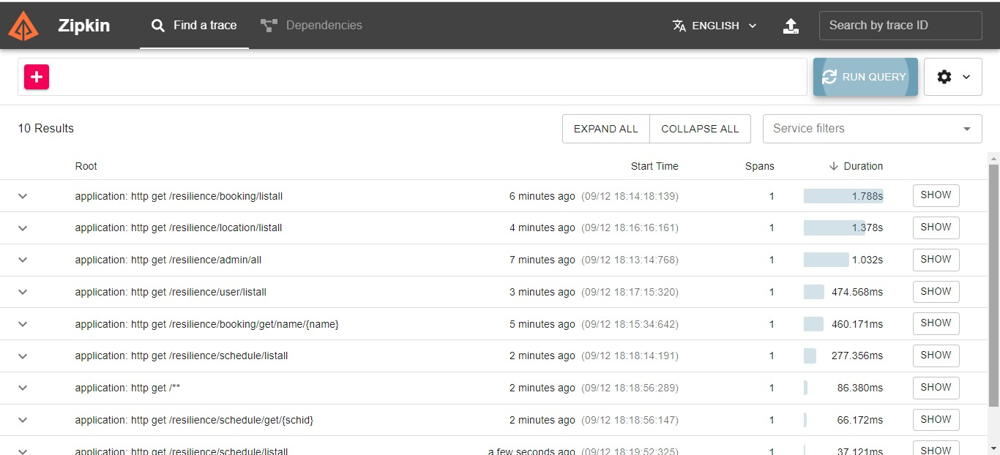 Zipkin Find a trace Dependencies ENGLISH Search by trace ID
RUN QUERY
10 Results EXPAND ALL COLLAPSE ALL Service filters
Root Start Time Spans Duration
application: http get /resilience/booking/listall 6 minutes ago (09/12 18:14:18:139) 1 1.788s SHOW
application: http get /resilience/location/listall 4 minutes ago (09/12 18:16:16:161) 1 1.378s SHOW
application: http get /resilience/admin/all 7 minutes ago (09/12 18:13:14:768) 1 1.032s SHOW
application: http get /resilience/user/listall 3 minutes ago (09/12 18:17:15:320) 1 474.568ms SHOW
application: http get /resilience/booking/get/name/{name} 5 minutes ago (09/12 18:15:34:642) 1 460.171ms SHOW
application: http get /resilience/schedule/listall 2 minutes ago (09/12 18:18:14:191) 1 277.356ms SHOW
application: http get /** 2 minutes ago (09/12 18:18:56:289) 1 86.380ms SHOW
application: http get /resilience/schedule/get/{schid} 2 minutes ago (09/12 18:18:56:147) 1 66.172ms SHOW
application: http get /resilience/schedule/listall a few seconds ago (09/12 18:19:52:325) 1 37.121ms SHOW